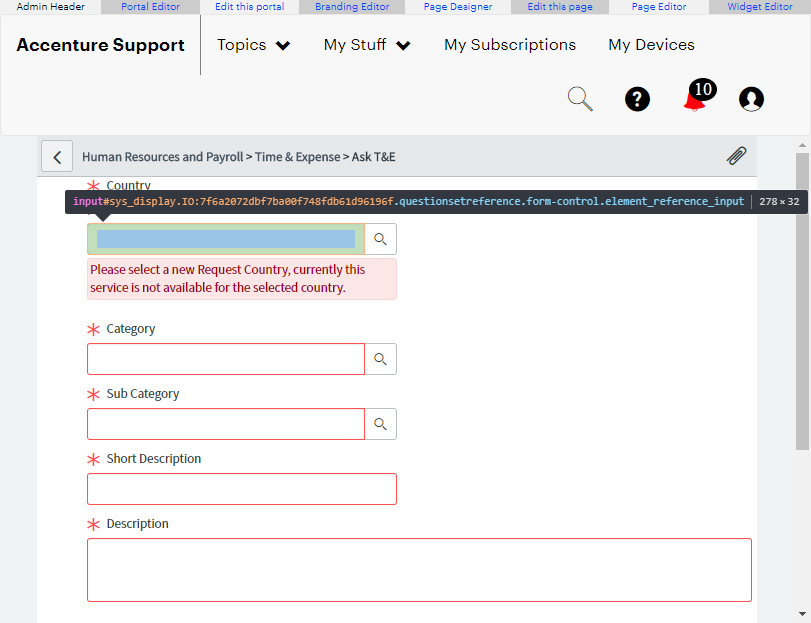 Admin Header Portal Editor Edit this portal Branding Editor Page Designer Edit this page Page Editor Widget Editor
Accenture Support Topics My Stuff My Subscriptions My Devices
? 10
Human Resources and Payroll > Time & Expense > Ask T&E
* Country
input#sys_display.IO:7f6a2072dbf7ba00f748fdb61d96196f.questionsetreference.form-control.element_reference_input | 278 × 32
Please select a new Request Country, currently this
service is not available for the selected country.
* Category
* Sub Category
* Short Description
* Description